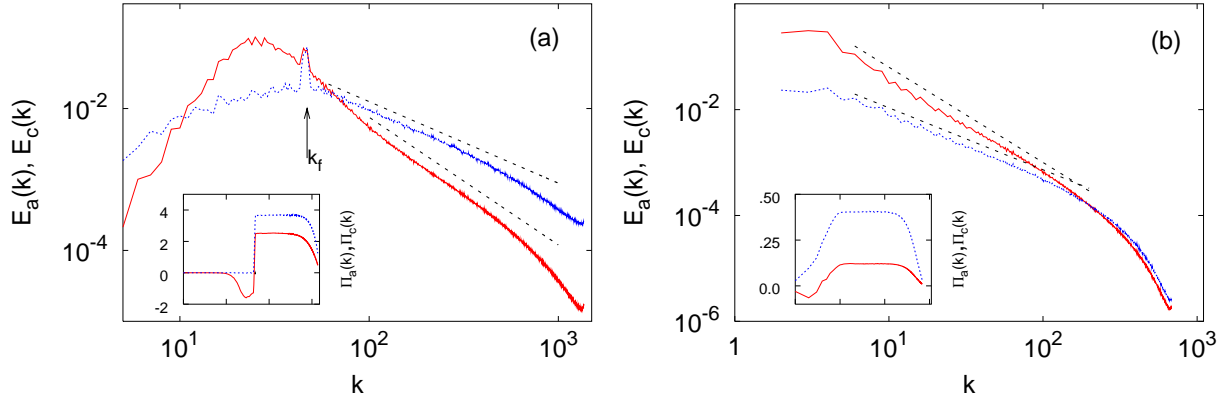 (a)
E_a(k), E_c(k)
10^{-2}
10^{-4}
k_f
4
2
0
-2
Π_a(k), Π_c(k)
10^1
10^2
10^3
k
(b)
E_a(k), E_c(k)
10^{-2}
10^{-4}
10^{-6}
.50
.25
0.0
Π_a(k),Π_c(k)
1
10^1
10^2
10^3
k